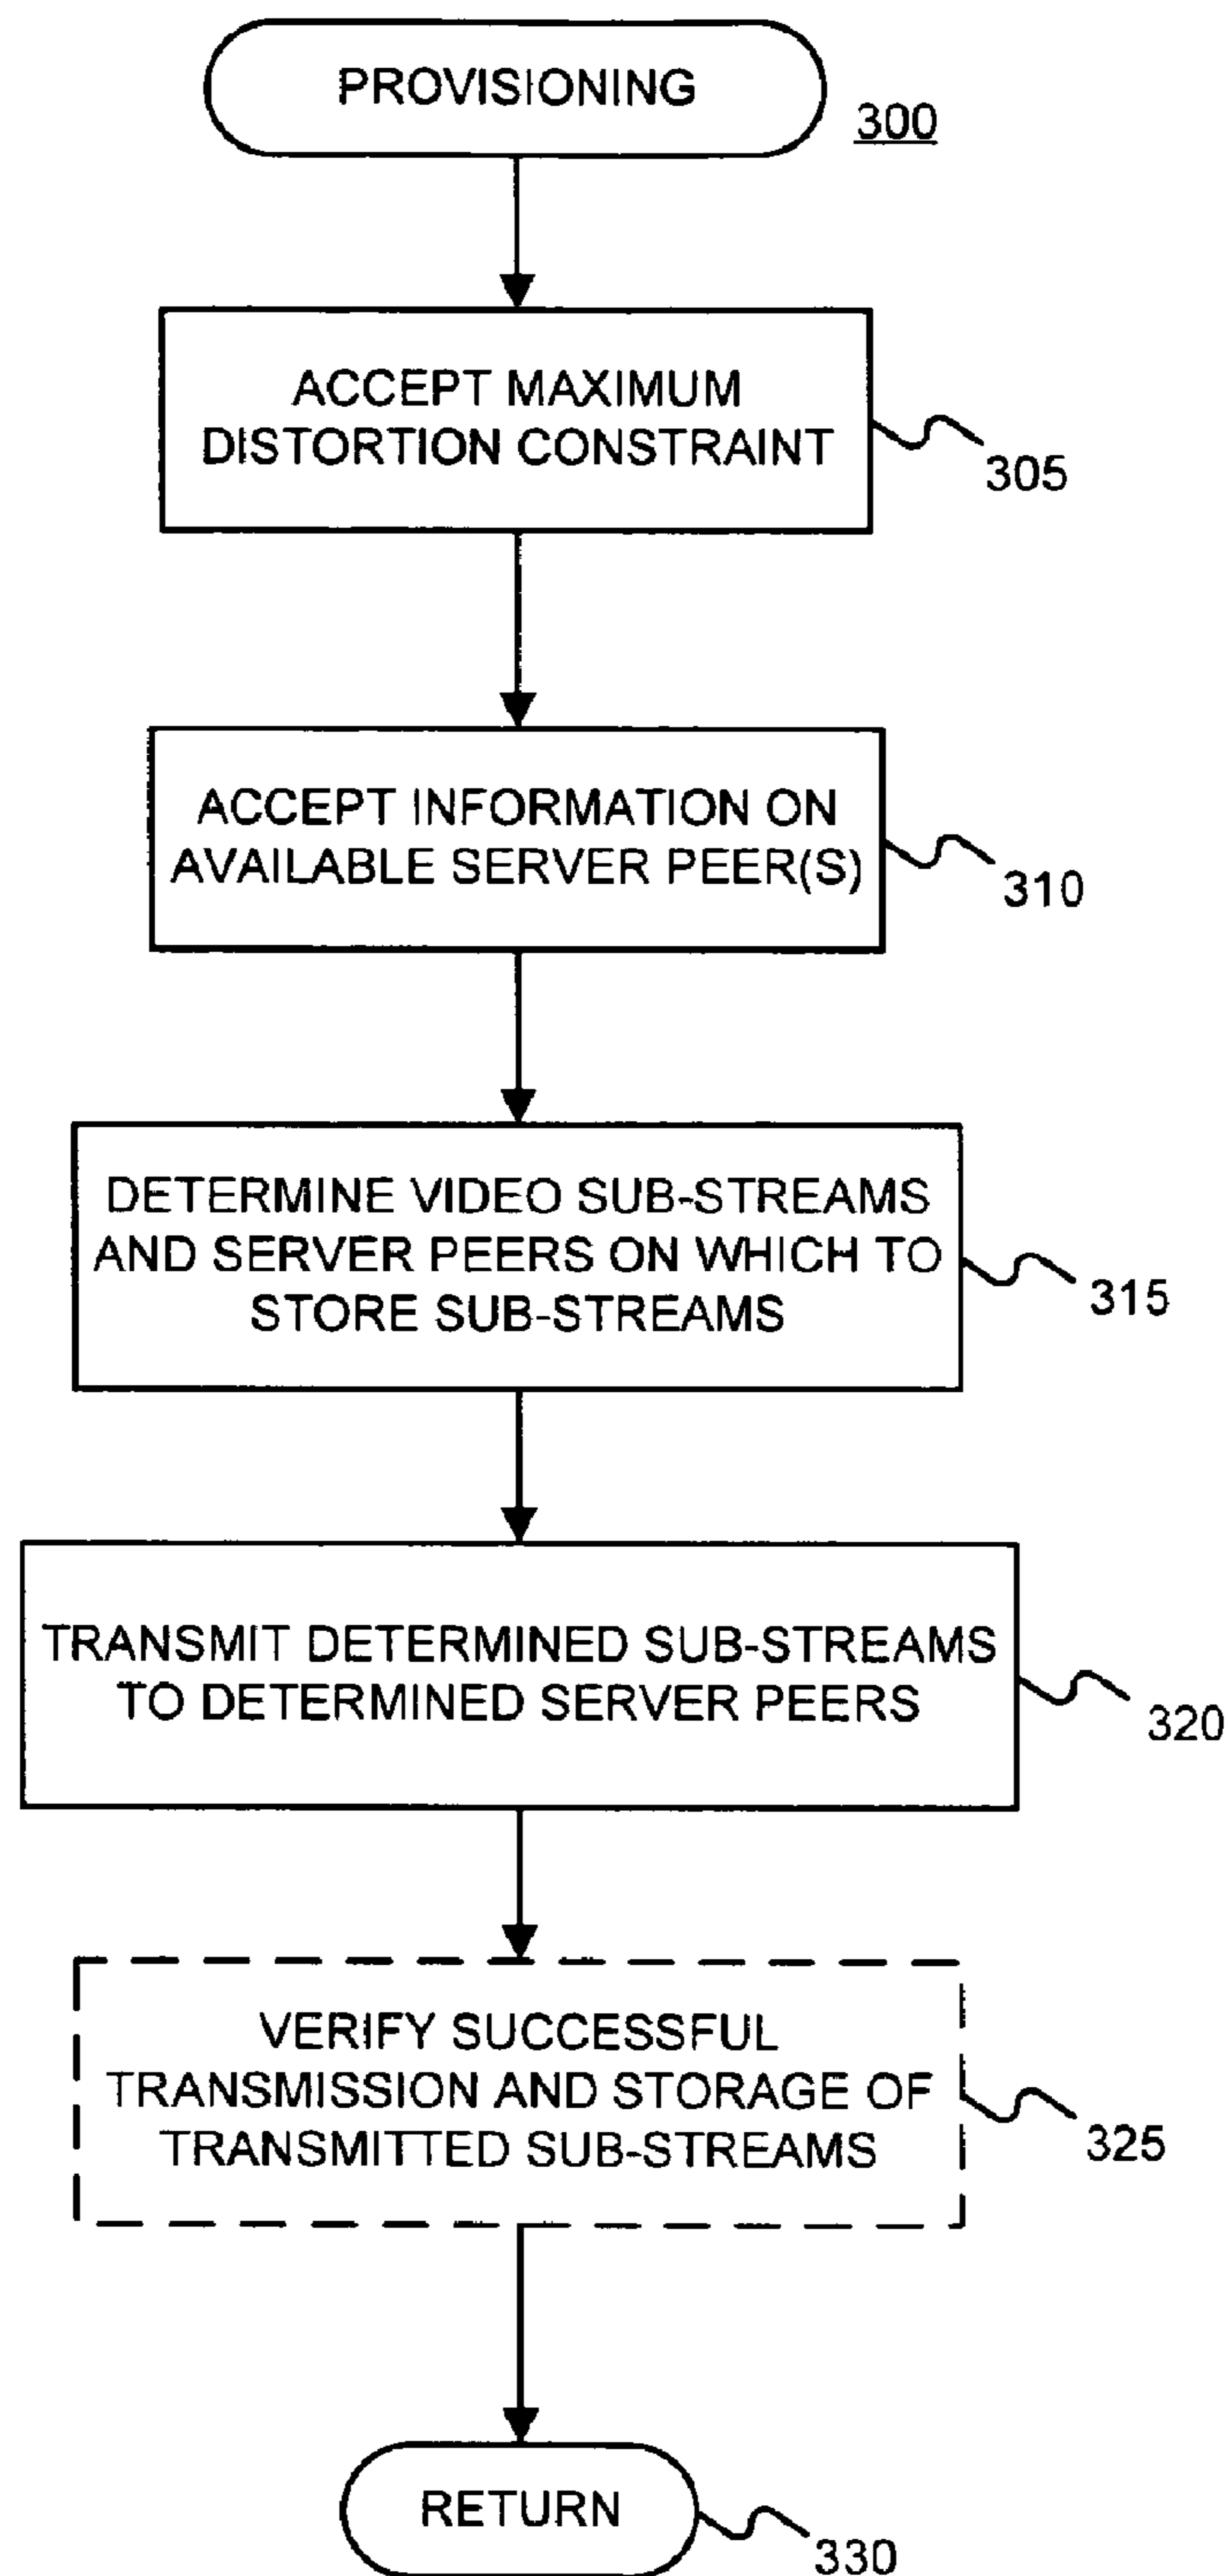 PROVISIONING
300
ACCEPT MAXIMUM
DISTORTION CONSTRAINT
305
ACCEPT INFORMATION ON
AVAILABLE SERVER PEER(S)
310
DETERMINE VIDEO SUB-STREAMS
AND SERVER PEERS ON WHICH TO
STORE SUB-STREAMS
315
TRANSMIT DETERMINED SUB-STREAMS
TO DETERMINED SERVER PEERS
320
VERIFY SUCCESSFUL
TRANSMISSION AND STORAGE OF
TRANSMITTED SUB-STREAMS
325
RETURN
330